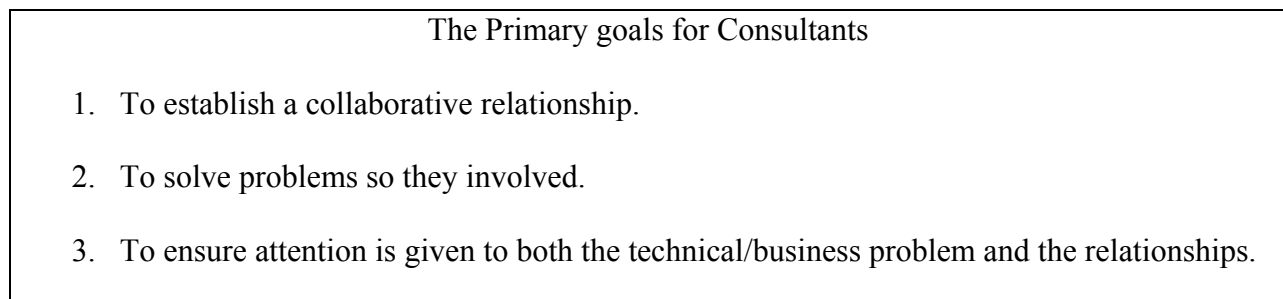 The Primary goals for Consultants
1. To establish a collaborative relationship.
2. To solve problems so they involved.
3. To ensure attention is given to both the technical/business problem and the relationships.